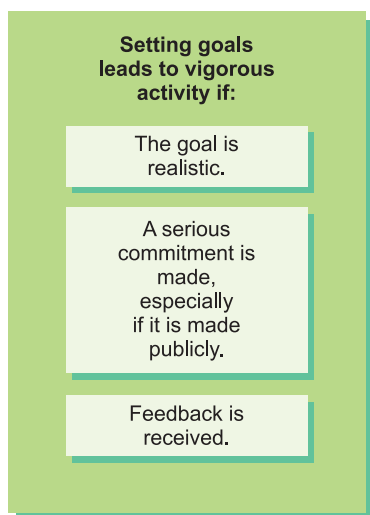 Setting goals
leads to vigorous
activity if:
The goal is
realistic.
A serious
commitment is
made,
especially
if it is made
publicly.
Feedback is
received.